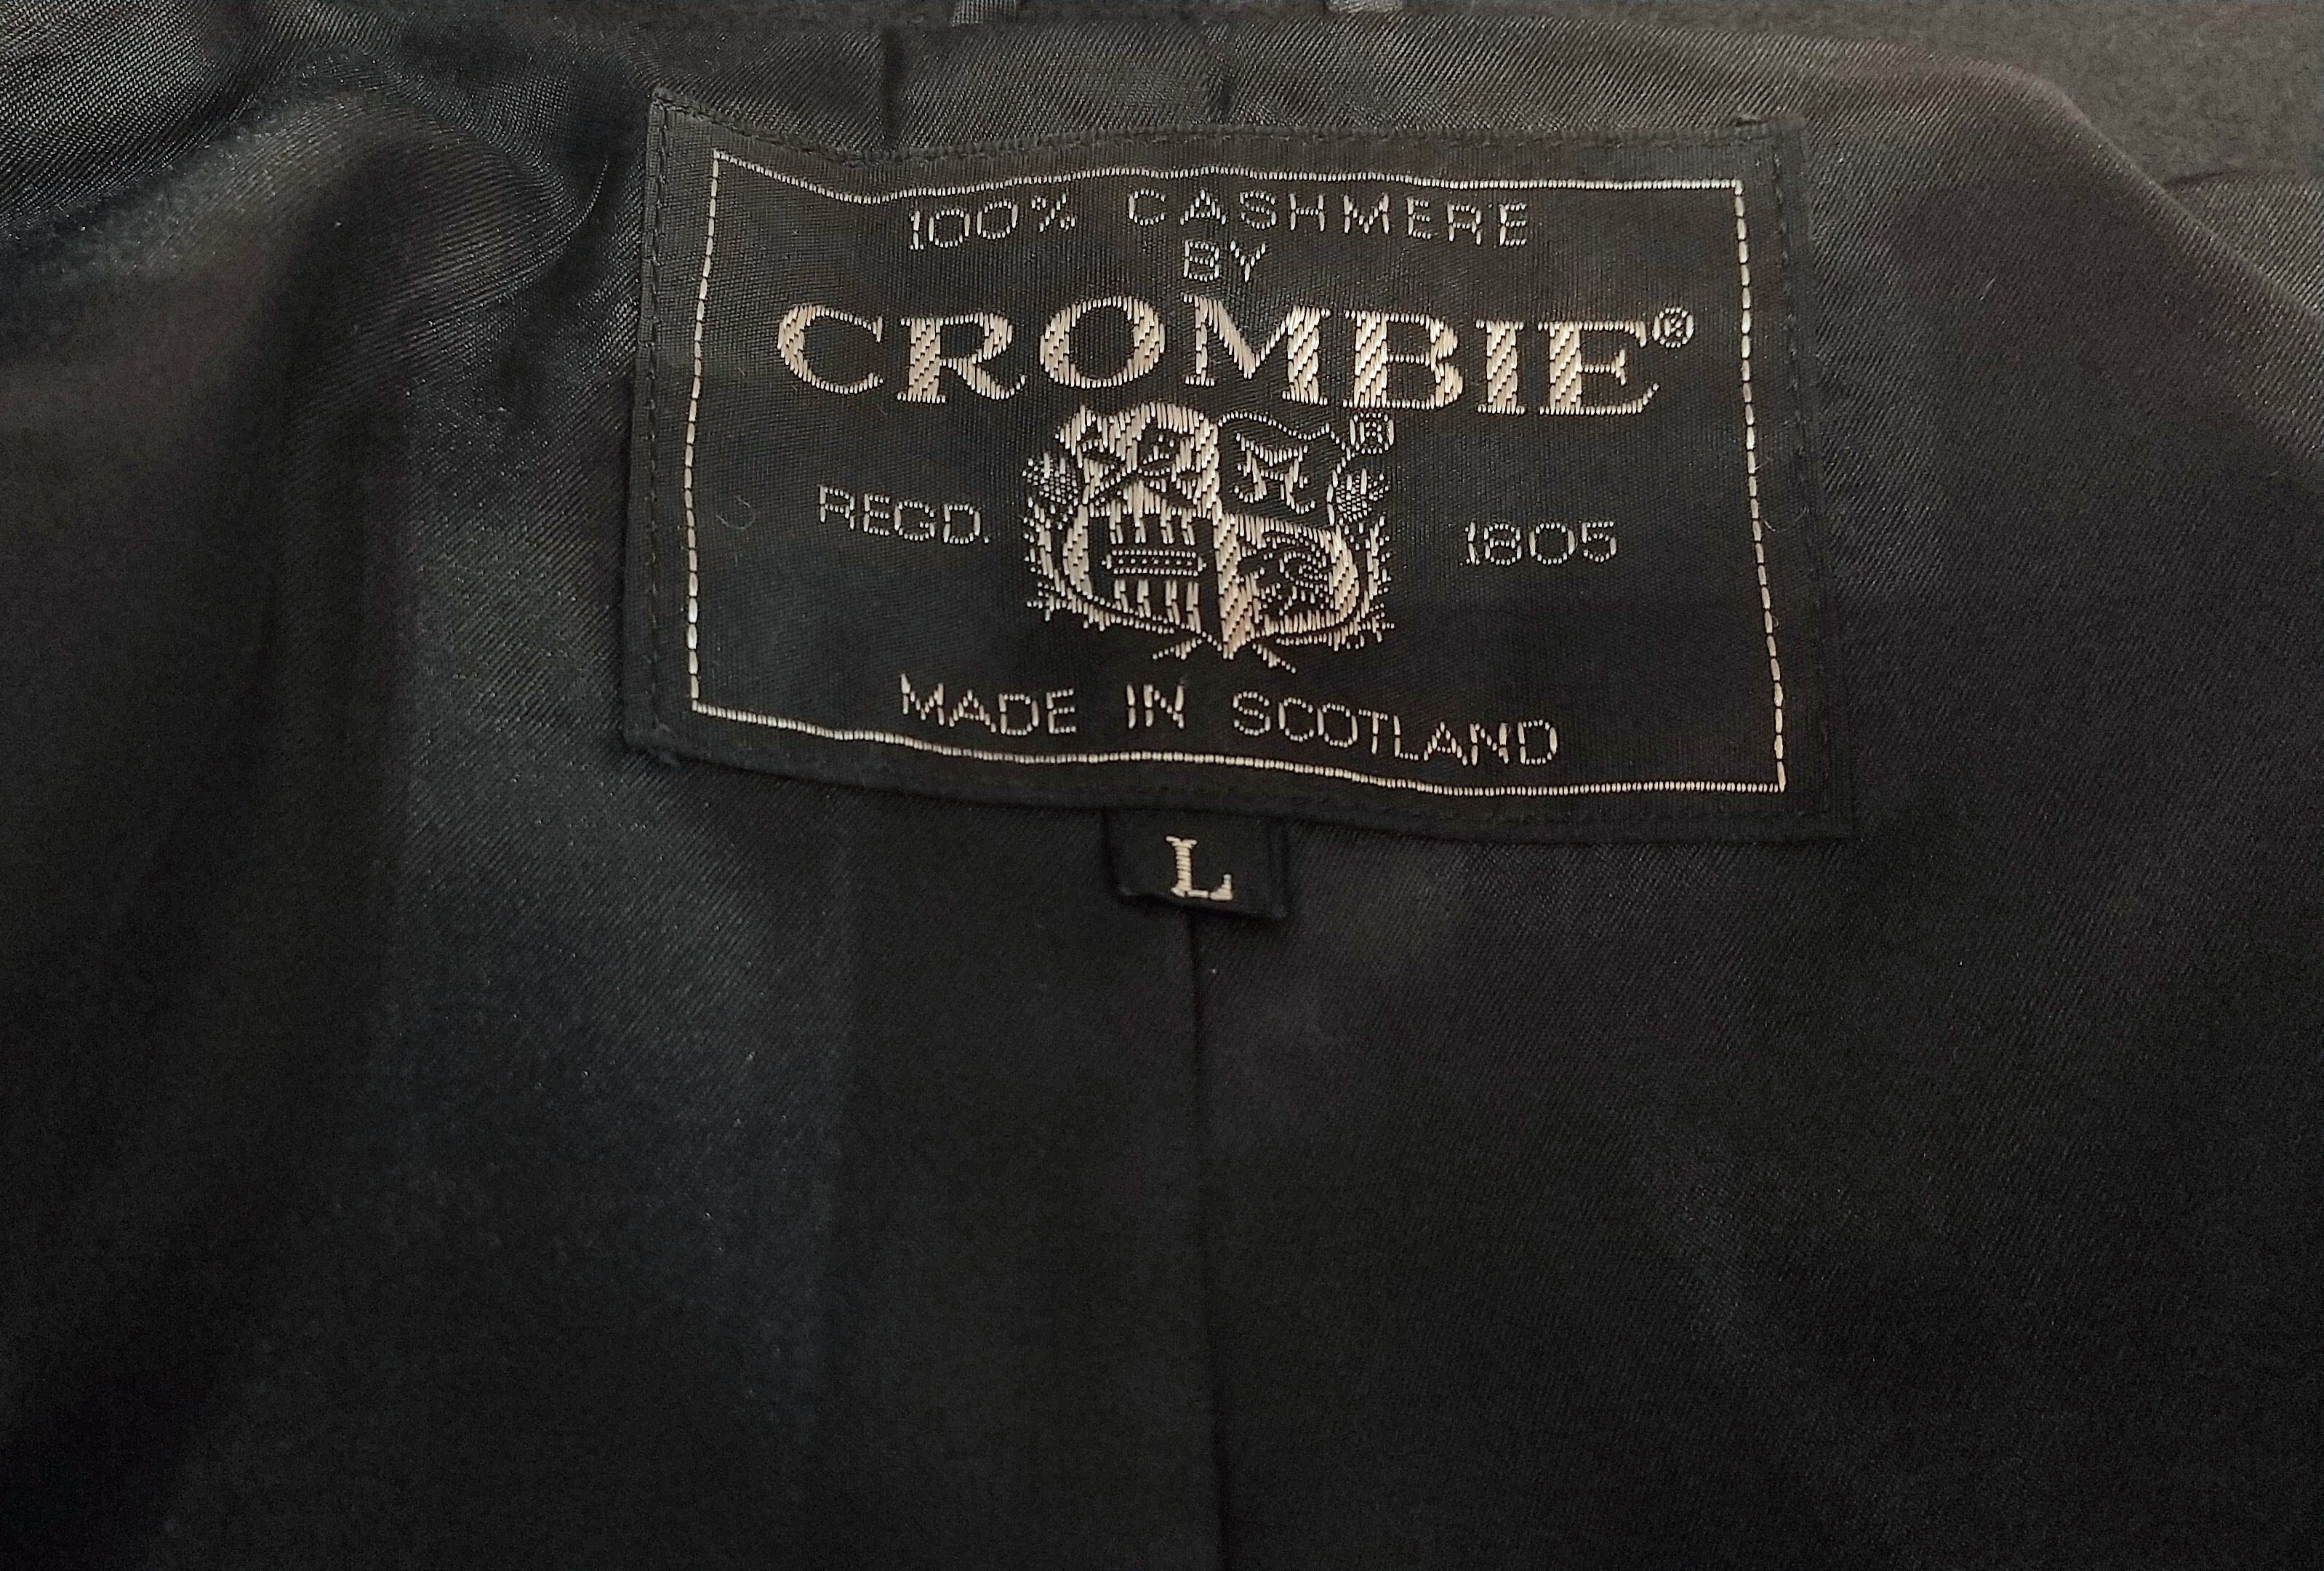 100% CASHMERE
BY
CROMBIE®
®
REGD. 1805
MADE IN SCOTLAND
L